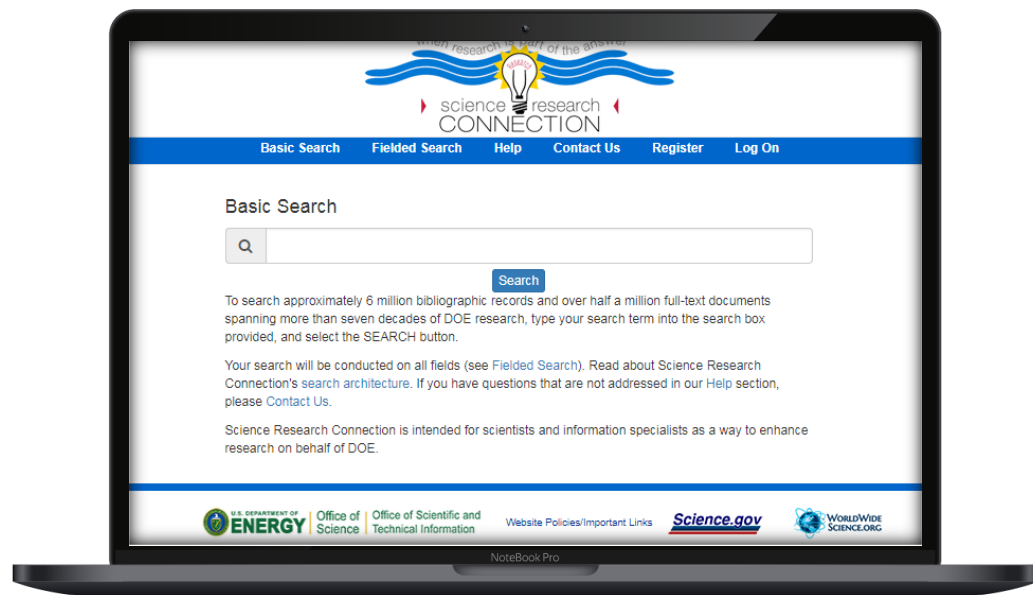 when research is part of the answer
RESEARCH
science research
CONNECTION
Basic Search Fielded Search Help Contact Us Register Log On
Basic Search
Search
To search approximately 6 million bibliographic records and over half a million full-text documents
spanning more than seven decades of DOE research, type your search term into the search box
provided, and select the SEARCH button.
Your search will be conducted on all fields (see Fielded Search). Read about Science Research
Connection's search architecture. If you have questions that are not addressed in our Help section,
please Contact Us.
Science Research Connection is intended for scientists and information specialists as a way to enhance
research on behalf of DOE.
U.S. DEPARTMENT OF
ENERGY
Office of
Science
Office of Scientific and
Technical Information
Website Policies/Important Links
Science.gov
WORLDWIDE
SCIENCE.ORG
NoteBook Pro